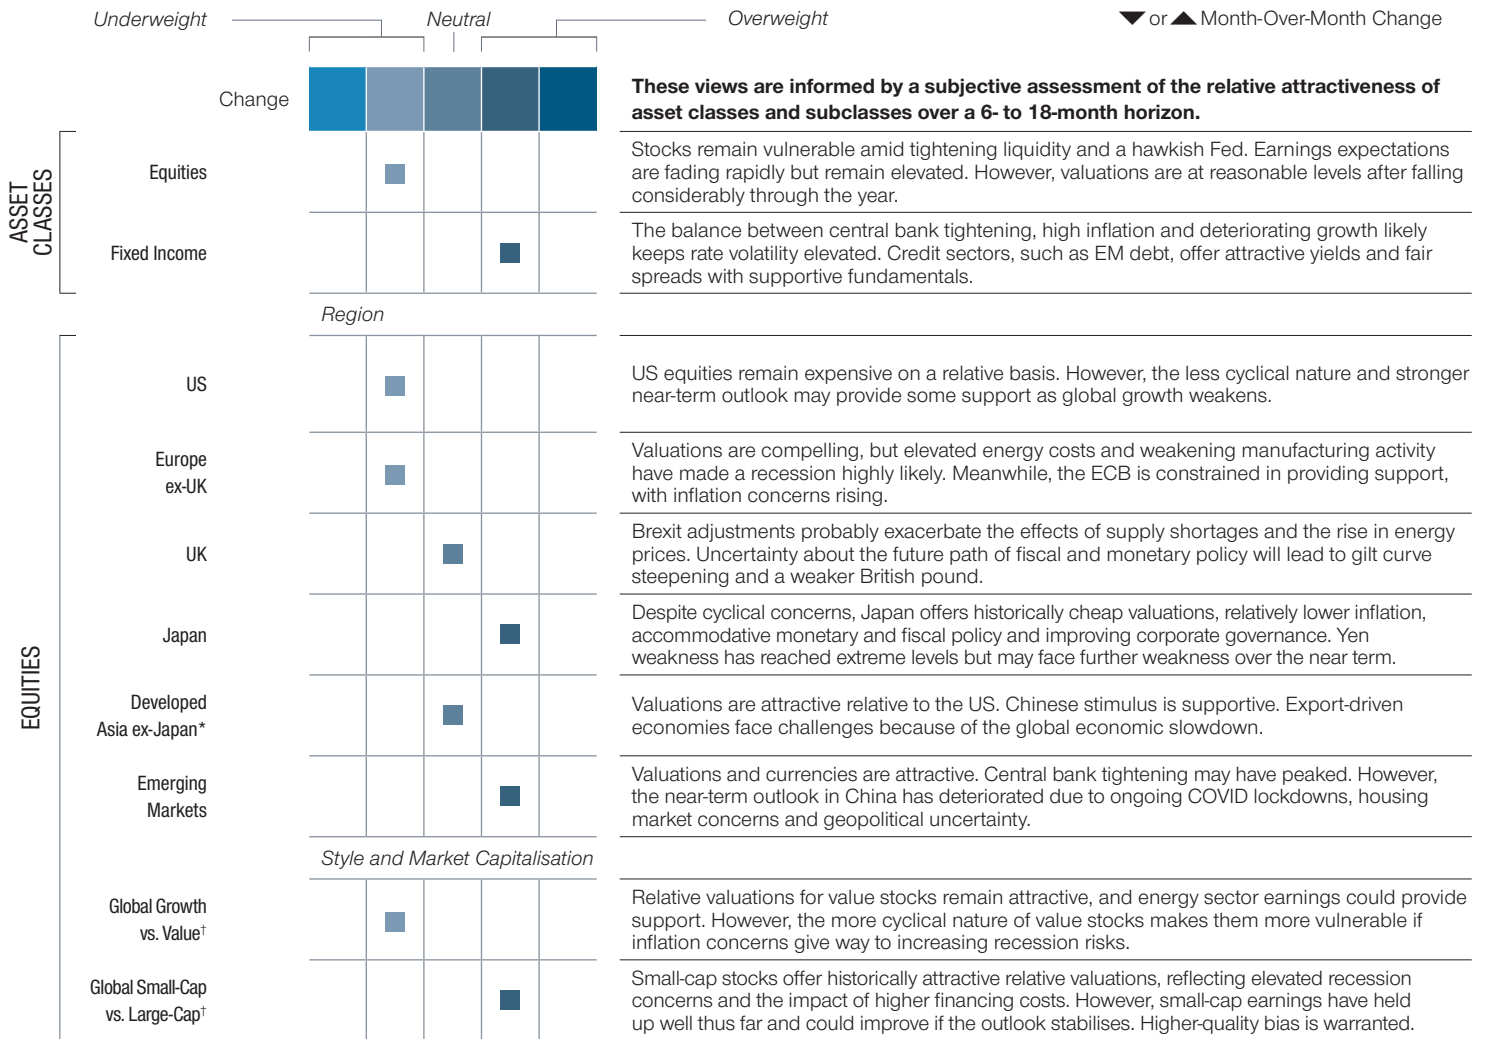 Underweight
Neutral
Overweight
▼ or ▲ Month-Over-Month Change
Change
These views are informed by a subjective assessment of the relative attractiveness of
asset classes and subclasses over a 6- to 18-month horizon.
ASSET
CLASSES
Equities
Stocks remain vulnerable amid tightening liquidity and a hawkish Fed. Earnings expectations
are fading rapidly but remain elevated. However, valuations are at reasonable levels after falling
considerably through the year.
Fixed Income
The balance between central bank tightening, high inflation and deteriorating growth likely
keeps rate volatility elevated. Credit sectors, such as EM debt, offer attractive yields and fair
spreads with supportive fundamentals.
Region
EQUITIES
US
US equities remain expensive on a relative basis. However, the less cyclical nature and stronger
near-term outlook may provide some support as global growth weakens.
Europe
ex-UK
Valuations are compelling, but elevated energy costs and weakening manufacturing activity
have made a recession highly likely. Meanwhile, the ECB is constrained in providing support,
with inflation concerns rising.
UK
Brexit adjustments probably exacerbate the effects of supply shortages and the rise in energy
prices. Uncertainty about the future path of fiscal and monetary policy will lead to gilt curve
steepening and a weaker British pound.
Japan
Despite cyclical concerns, Japan offers historically cheap valuations, relatively lower inflation,
accommodative monetary and fiscal policy and improving corporate governance. Yen
weakness has reached extreme levels but may face further weakness over the near term.
Developed
Asia ex-Japan*
Valuations are attractive relative to the US. Chinese stimulus is supportive. Export-driven
economies face challenges because of the global economic slowdown.
Emerging
Markets
Valuations and currencies are attractive. Central bank tightening may have peaked. However,
the near-term outlook in China has deteriorated due to ongoing COVID lockdowns, housing
market concerns and geopolitical uncertainty.
Style and Market Capitalisation
Global Growth
vs. Value†
Relative valuations for value stocks remain attractive, and energy sector earnings could provide
support. However, the more cyclical nature of value stocks makes them more vulnerable if
inflation concerns give way to increasing recession risks.
Global Small-Cap
vs. Large-Cap†
Small-cap stocks offer historically attractive relative valuations, reflecting elevated recession
concerns and the impact of higher financing costs. However, small-cap earnings have held
up well thus far and could improve if the outlook stabilises. Higher-quality bias is warranted.